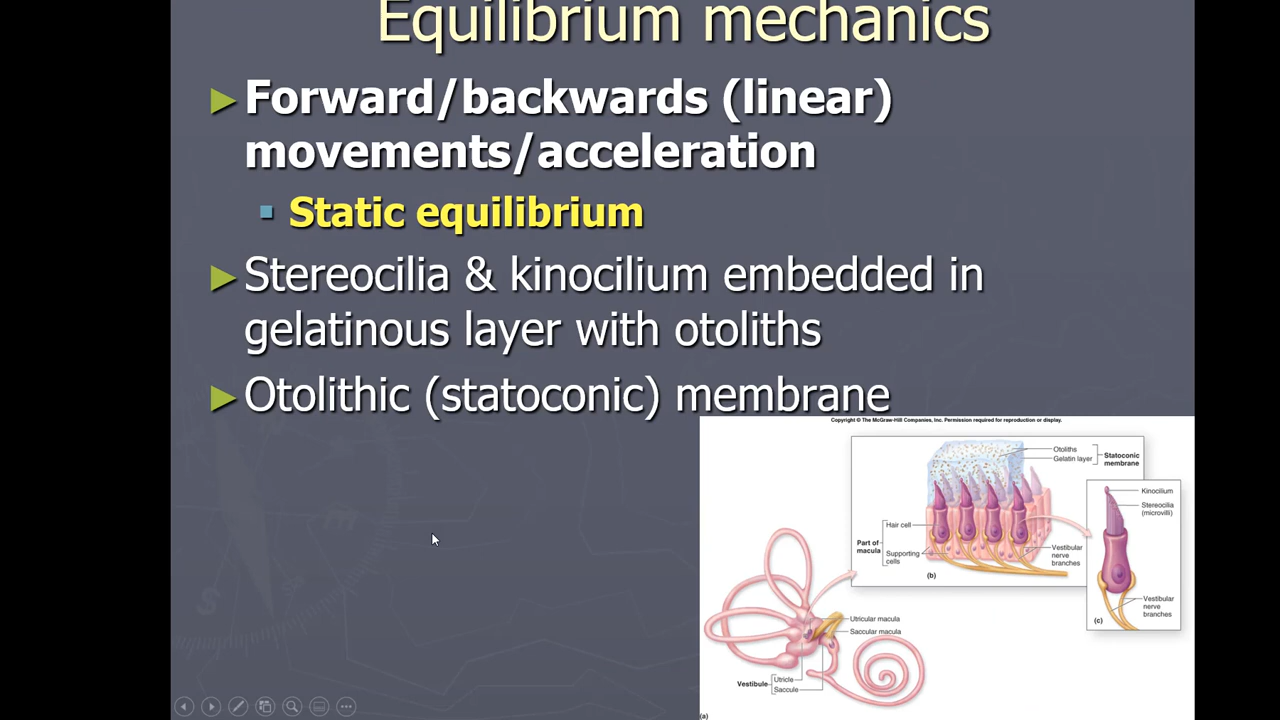 Equilibrium mechanics
Forward/backwards (linear)
movements/acceleration
Static equilibrium
Stereocilia & kinocilium embedded in
gelatinous layer with otoliths
Otolithic (statoconic) membrane
Copyright © The McGraw-Hill Companies, Inc. Permission required for reproduction or display.
Otoliths
Gelatin layer
Statoconic
membrane
Hair cell
Part of
macula
Supporting
cells
Vestibular
nerve
branches
(b)
Kinocilium
Stereocilia
(microvilli)
Vestibular
nerve
branches
(c)
Utricular macula
Saccular macula
Vestibule
Utricle
Saccule
(a)